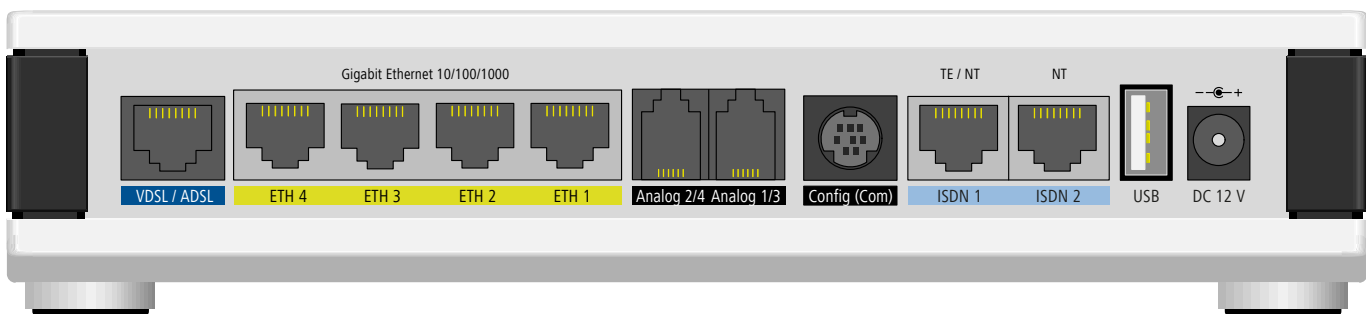 Gigabit Ethernet 10/100/1000
TE / NT
NT
VDSL / ADSL
ETH 4
ETH 3
ETH 2
ETH 1
Analog 2/4
Analog 1/3
Config (Com)
ISDN 1
ISDN 2
USB
DC 12 V